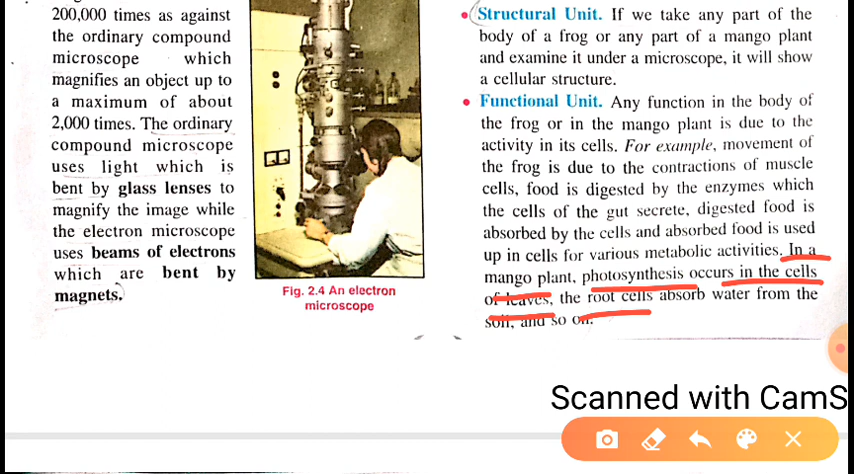 200,000 times as against
the ordinary compound
microscope which
magnifies an object up to
a maximum of about
2,000 times. The ordinary
compound microscope
uses light which is
bent by glass lenses to
magnify the image while
the electron microscope
uses beams of electrons
which are bent by
magnets.
Fig. 2.4 An electron
microscope
• Structural Unit. If we take any part of the
body of a frog or any part of a mango plant
and examine it under a microscope, it will show
a cellular structure.
• Functional Unit. Any function in the body of
the frog or in the mango plant is due to the
activity in its cells. For example, movement of
the frog is due to the contractions of muscle
cells, food is digested by the enzymes which
the cells of the gut secrete, digested food is
absorbed by the cells and absorbed food is used
up in cells for various metabolic activities. In a
mango plant, photosynthesis occurs in the cells
of leaves, the root cells absorb water from the
soil, and so on.
Scanned with CamS